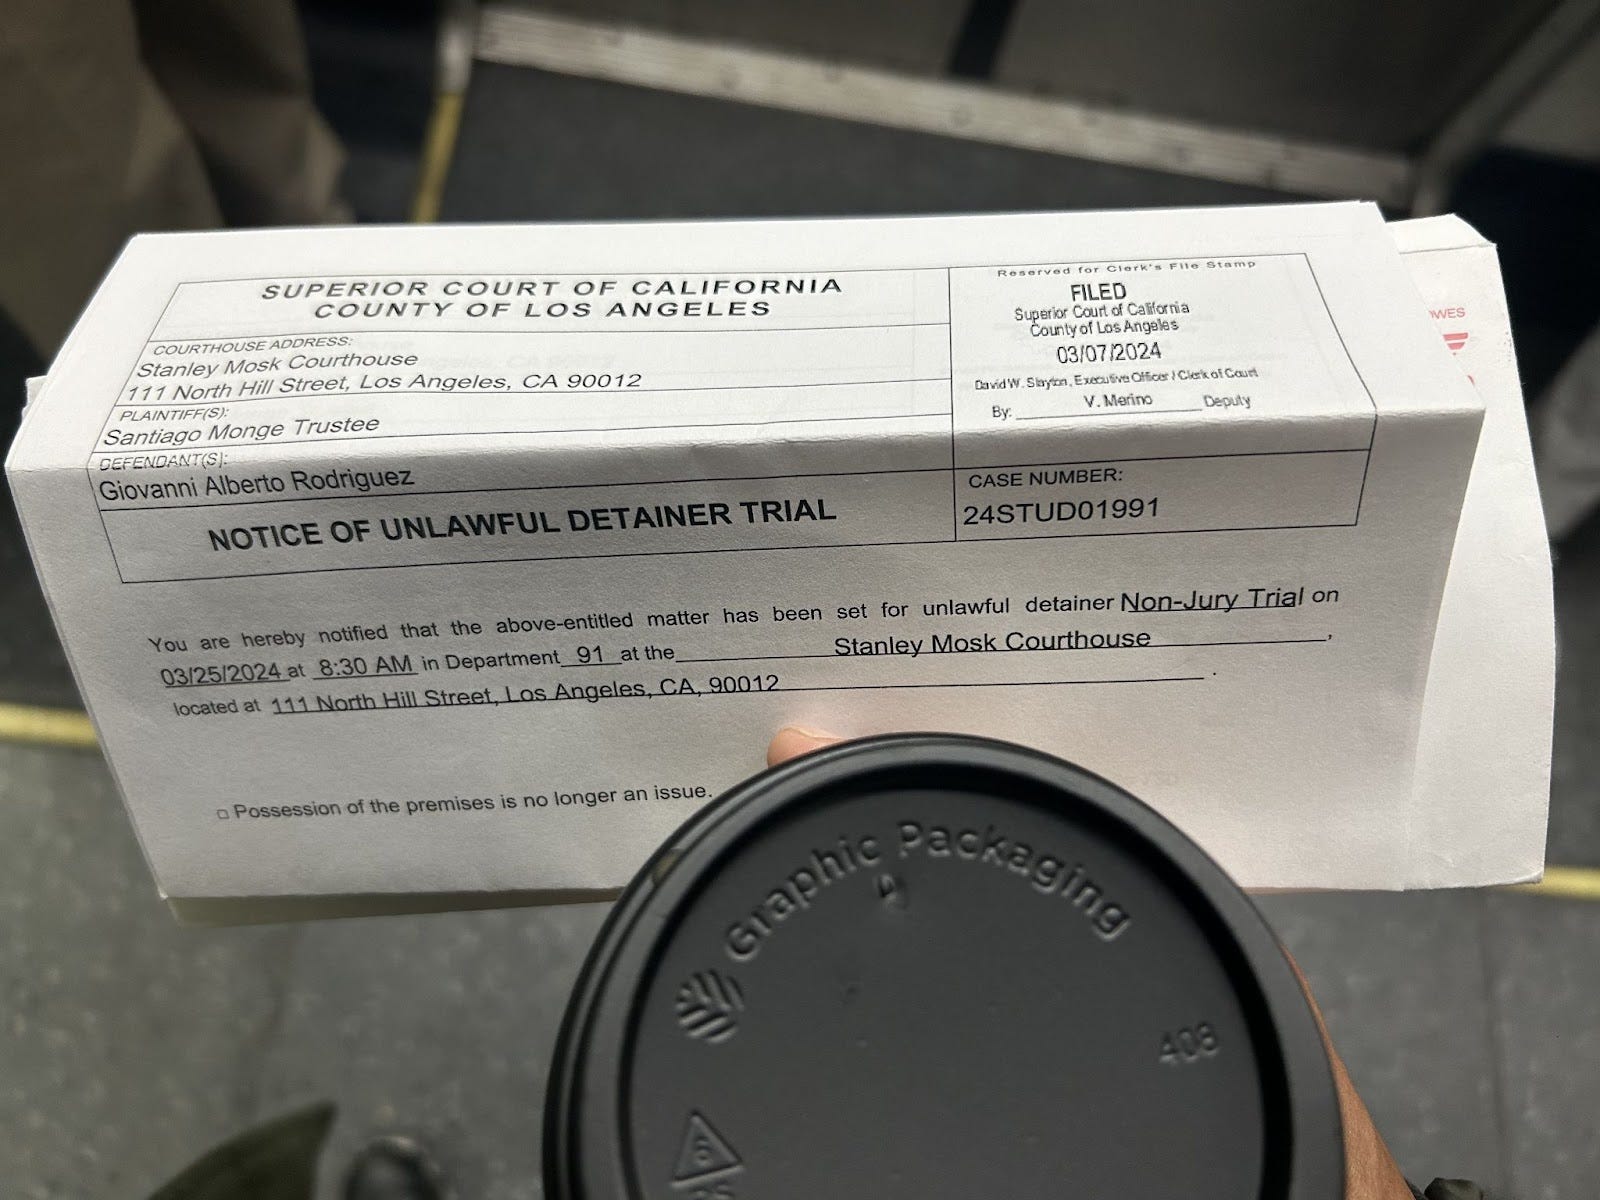 SUPERIOR COURT OF CALIFORNIA
COUNTY OF LOS ANGELES
COURTHOUSE ADDRESS:
Stanley Mosk Courthouse
111 North Hill Street, Los Angeles, CA 90012
PLAINTIFF(S):
Santiago Monge Trustee
DEFENDANT(S):
Giovanni Alberto Rodriguez
NOTICE OF UNLAWFUL DETAINER TRIAL
Reserved for Clerk's File Stamp
FILED
Superior Court of California
County of Los Angeles
03/07/2024
David W. Slayton, Executive Officer / Clerk of Court
By: V. Merino Deputy
CASE NUMBER:
24STUD01991
You are hereby notified that the above-entitled matter has been set for unlawful detainer Non-Jury Trial on
03/25/2024 at 8:30 AM in Department 91 at the Stanley Mosk Courthouse,
located at 111 North Hill Street, Los Angeles, CA, 90012.
□ Possession of the premises is no longer an issue.
Graphic Packaging
408
6